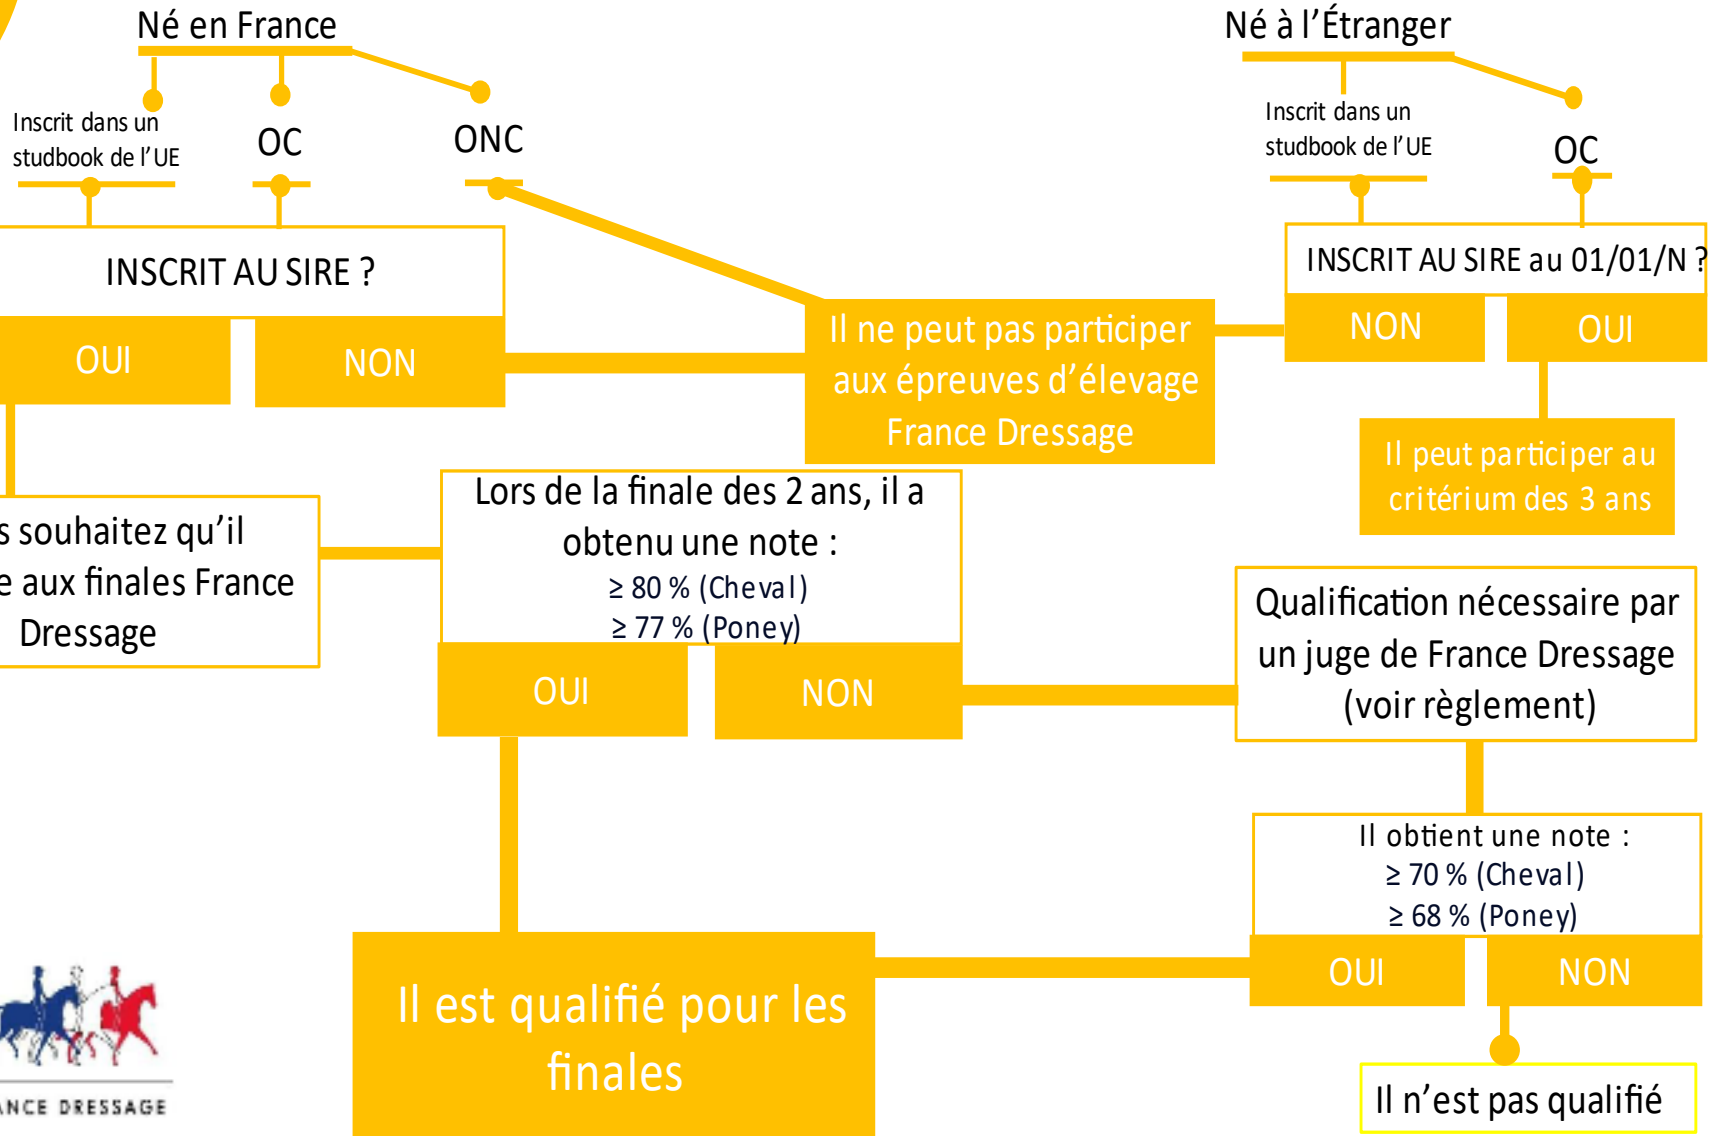 Né en France
Né à l'Étranger
Inscrit dans un
studbook de l'UE
OC
ONC
Inscrit dans un
studbook de l'UE
OC
INSCRIT AU SIRE ?
INSCRIT AU SIRE au 01/01/N ?
OUI
NON
Il ne peut pas participer
aux épreuves d'élevage
France Dressage
NON
OUI
Il peut participer au
critérium des 3 ans
souhaitez qu'il
aux finales France
Dressage
Lors de la finale des 2 ans, il a
obtenu une note :
≥ 80 % (Cheval)
≥ 77 % (Poney)
OUI
NON
Qualification nécessaire par
un juge de France Dressage
(voir règlement)
Il obtient une note :
≥ 70 % (Cheval)
≥ 68 % (Poney)
OUI
NON
Il est qualifié pour les
finales
Il n'est pas qualifié
DRESSAGE